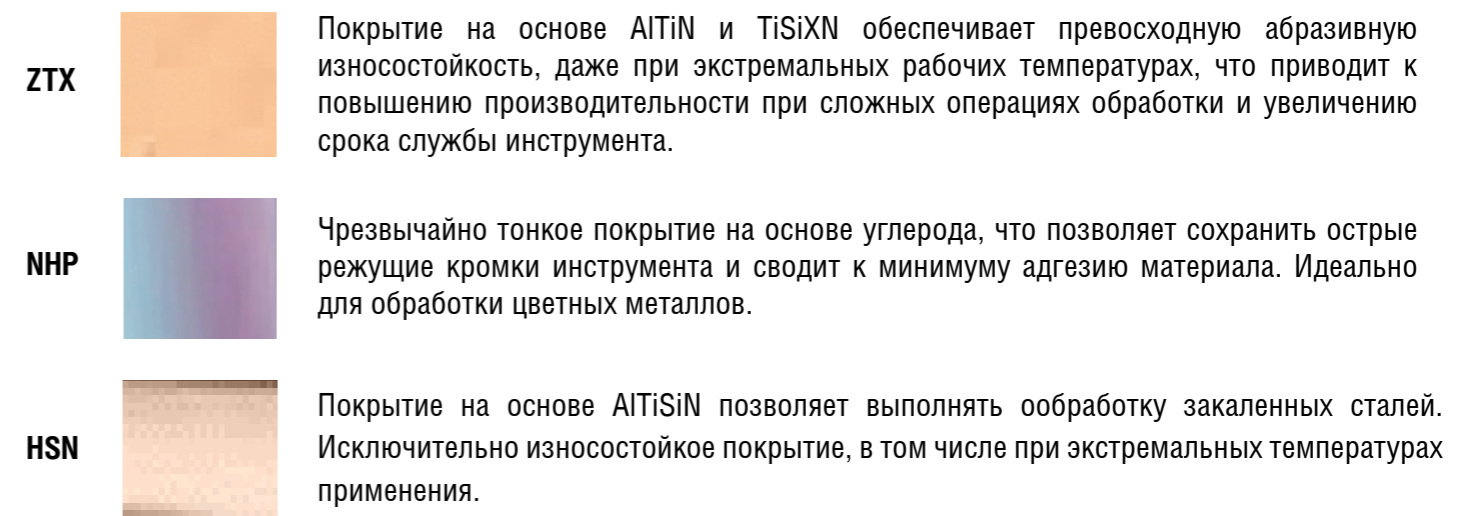 Покрытие на основе AlTiN и TiSiXN обеспечивает превосходную абразивную
ZTX
износостойкость, даже при экстремальных рабочих температурах, что приводит к
повышению производительности при сложных операциях обработки и увеличению
срока службы инструмента.
Чрезвычайно тонкое покрытие на основе углерода, что позволяет сохранить острые
NHP
режущие кромки инструмента и сводит к минимуму адгезию материала. Идеально
для обработки цветных металлов.
Покрытие на основе AlTiSiN позволяет выполнять ообработку закаленных сталей.
HSN
Исключительно износостойкое покрытие, в том числе при экстремальных температурах
применения.